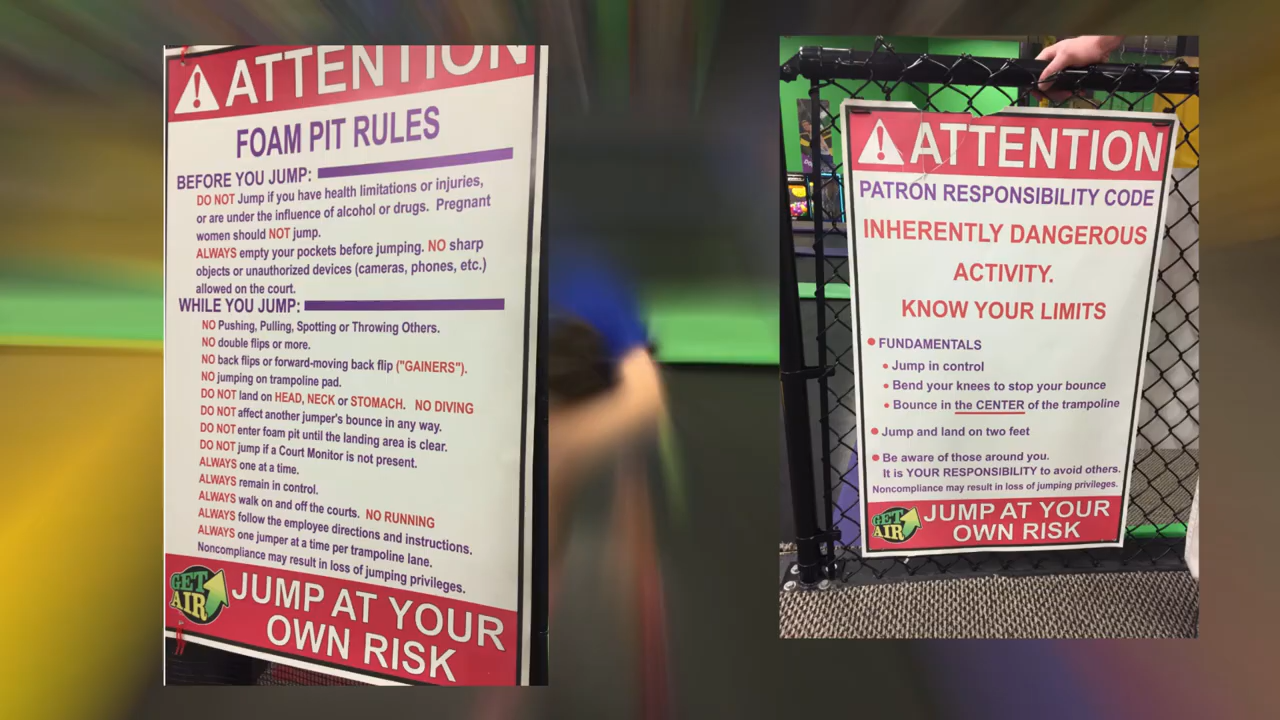 ATTENTION
FOAM PIT RULES
BEFORE YOU JUMP:
DO NOT Jump if you have health limitations or injuries,
or are under the influence of alcohol or drugs. Pregnant
women should NOT jump.
ALWAYS empty your pockets before jumping. NO sharp
objects or unauthorized devices (cameras, phones, etc.)
allowed on the court.
WHILE YOU JUMP:
NO Pushing, Pulling, Spotting or Throwing Others.
NO double flips or more.
NO back flips or forward-moving back flip ("GAINERS").
NO jumping on trampoline pad.
DO NOT land on HEAD, NECK or STOMACH. NO DIVING
DO NOT affect another jumper's bounce in any way.
DO NOT enter foam pit until the landing area is clear.
DO NOT jump if a Court Monitor is not present.
ALWAYS one at a time.
ALWAYS remain in control.
ALWAYS walk on and off the courts. NO RUNNING
ALWAYS follow the employee directions and instructions.
ALWAYS one jumper at a time per trampoline lane.
Noncompliance may result in loss of jumping privileges.
GET
AIR
JUMP AT YOUR
OWN RISK
ATTENTION
PATRON RESPONSIBILITY CODE
INHERENTLY DANGEROUS
ACTIVITY.
KNOW YOUR LIMITS
• FUNDAMENTALS
• Jump in control
• Bend your knees to stop your bounce
• Bounce in the CENTER of the trampoline
• Jump and land on two feet
• Be aware of those around you.
It is YOUR RESPONSIBILITY to avoid others.
Noncompliance may result in loss of jumping privileges.
GET
AIR
JUMP AT YOUR
OWN RISK